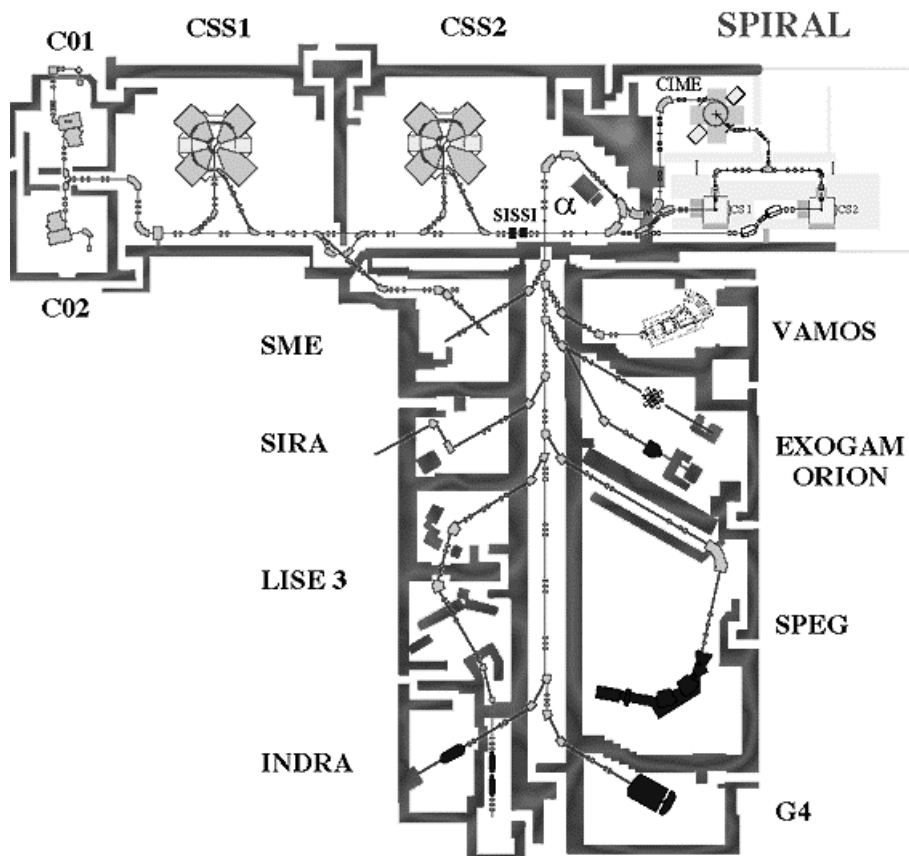 C01
CSS1
CSS2
SPIRAL
CIME
SISSI
α
CS1
CS2
C02
SME
VAMOS
SIRA
EXOGAM
ORION
LISE 3
SPEG
INDRA
G4